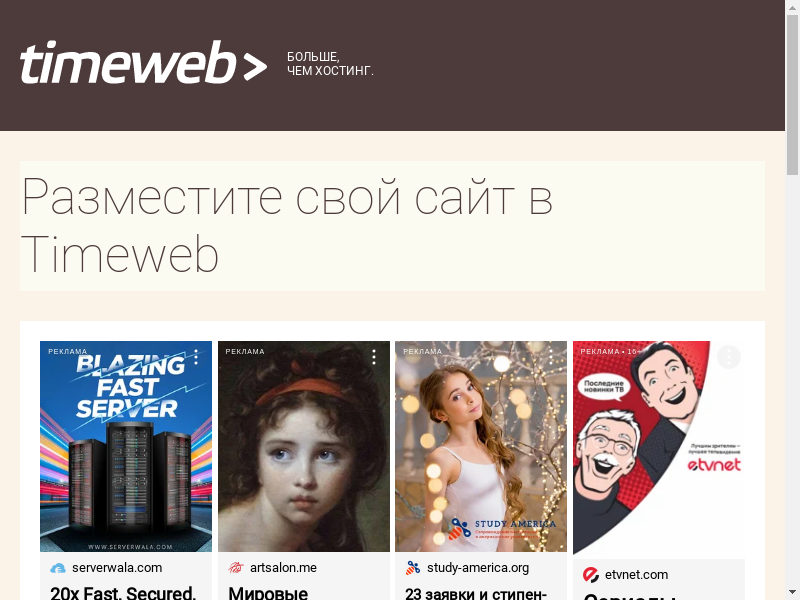 timeweb>
БОЛЬШЕ,
ЧЕМ ХОСТИНГ.
Разместите свой сайт в
Timeweb
РЕКЛАМА
BLAZING
FAST
SERVER
WWW.SERVERWALA.COM
serverwala.com
20x Fast. Secured.
РЕКЛАМА
artsalon.me
Мировые
РЕКЛАМА
STUDY AMERICA
study-america.org
23 заявки и стипен-
РЕКЛАМА • 16+
Последние
новинки ТВ
Лучшим зрителям –
лучшее телевидение
etvnet
etvnet.com
Сериалы